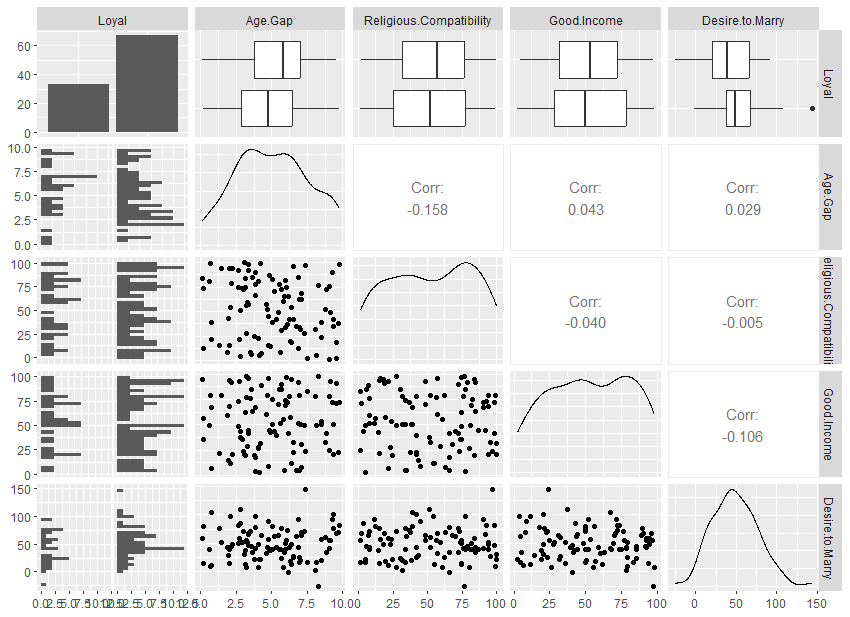 Loyal Age.Gap Religious.Compatibility Good.Income Desire.to.Marry
60
40
20
0
Loyal
10.0
7.5
5.0
2.5
0.0
Corr:
-0.158
Corr:
0.043
Corr:
0.029
Age.Gap
100
75
50
25
0
Corr:
-0.040
Corr:
-0.005
eligious.Compatibili
100
75
50
25
0
Corr:
-0.106
Good.Income
150
100
50
0
Desire.to.Marry
2.5 5.0 7.5 10.0
0 25 50 75 100
0 25 50 75 100
0 50 100 150